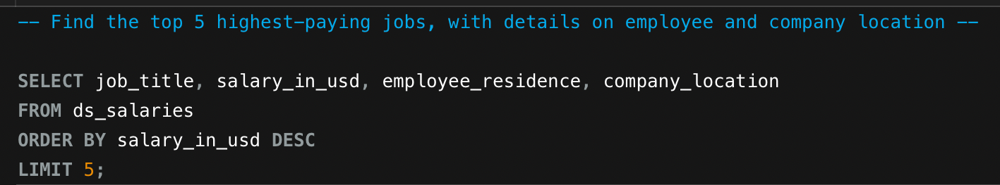 -- Find the top 5 highest-paying jobs, with details on employee and company location --
SELECT job_title, salary_in_usd, employee_residence, company_location
FROM ds_salaries
ORDER BY salary_in_usd DESC
LIMIT 5;